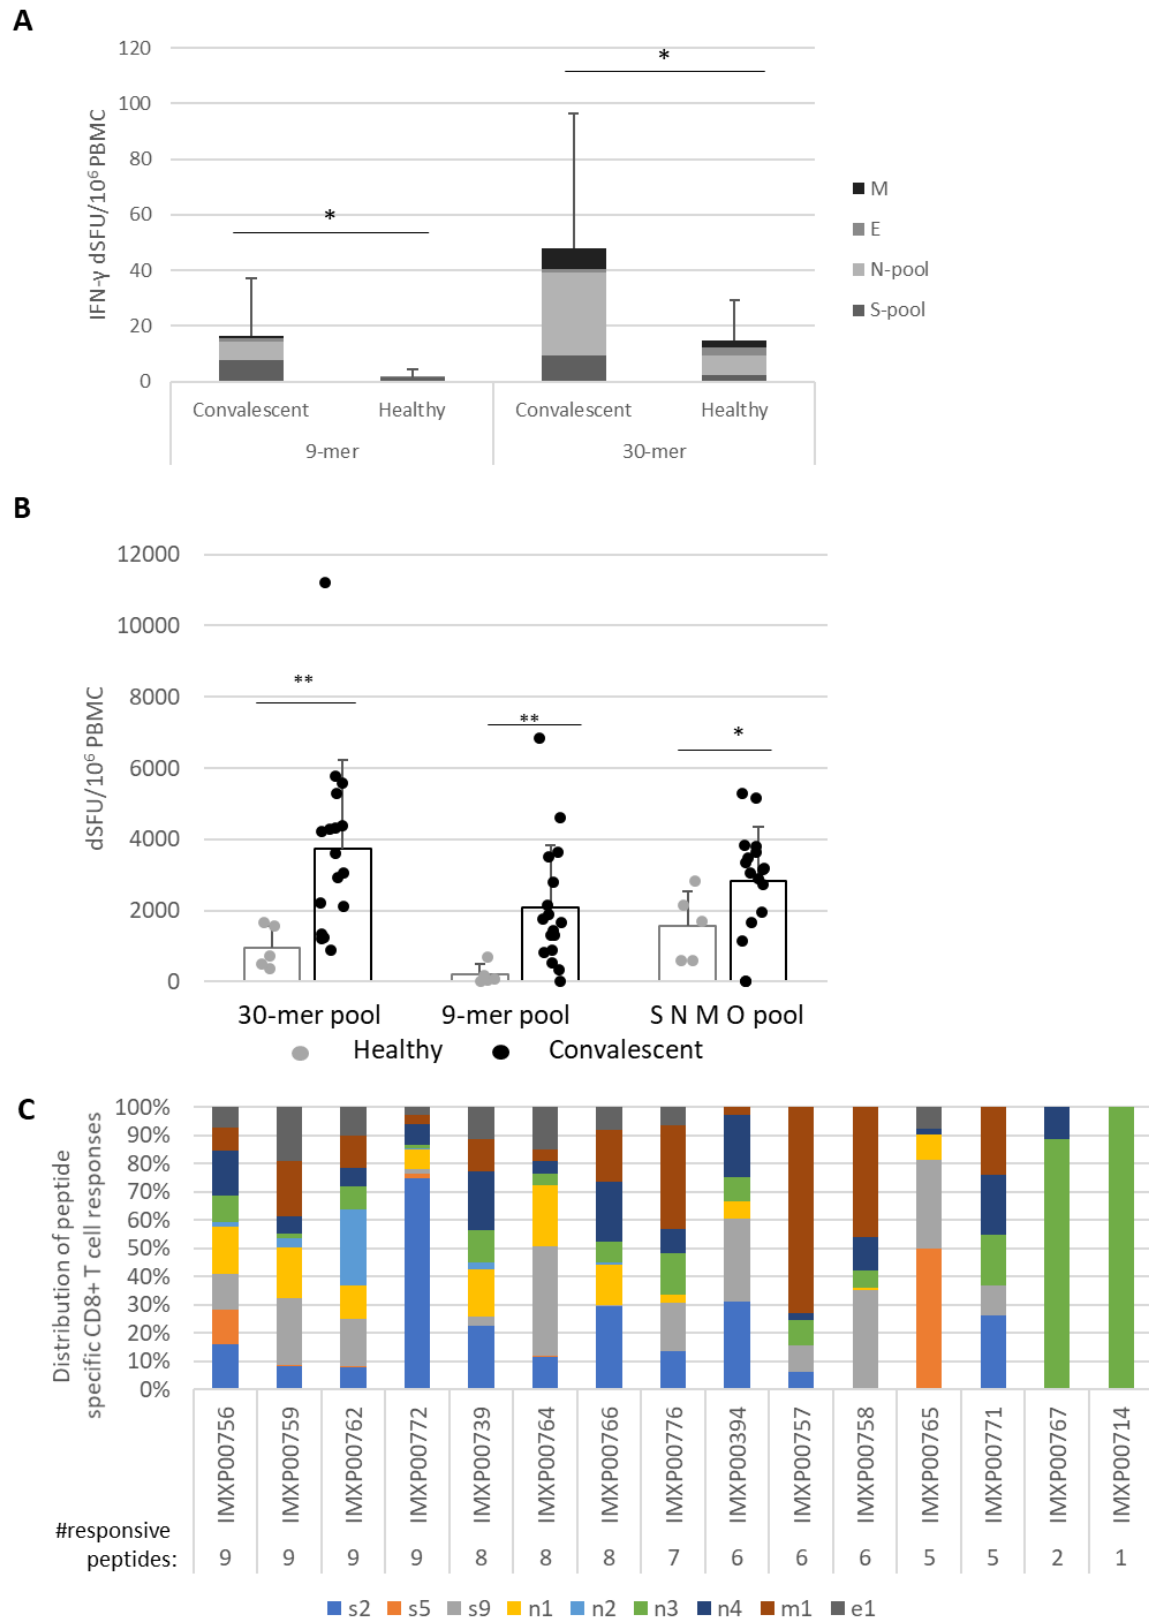 A
120
100
80
60
40
20
0
IFN-γ dSFU/10⁶ PBMC
*
*
M
E
N-pool
S-pool
Convalescent Healthy Convalescent Healthy
9-mer 30-mer
B
12000
10000
8000
6000
4000
2000
0
dSFU/10⁶ PBMC
**
**
*
30-mer pool 9-mer pool S N M O pool
Healthy Convalescent
C
100%
90%
80%
70%
60%
50%
40%
30%
20%
10%
0%
Distribution of peptide
specific CD8+ T cell responses
IMXP00756
IMXP00759
IMXP00762
IMXP00772
IMXP00739
IMXP00764
IMXP00766
IMXP00776
IMXP00394
IMXP00757
IMXP00758
IMXP00765
IMXP00771
IMXP00767
IMXP00714
#responsive
peptides: 9 9 9 9 8 8 8 7 6 6 6 5 5 2 1
s2 s5 s9 n1 n2 n3 n4 m1 e1